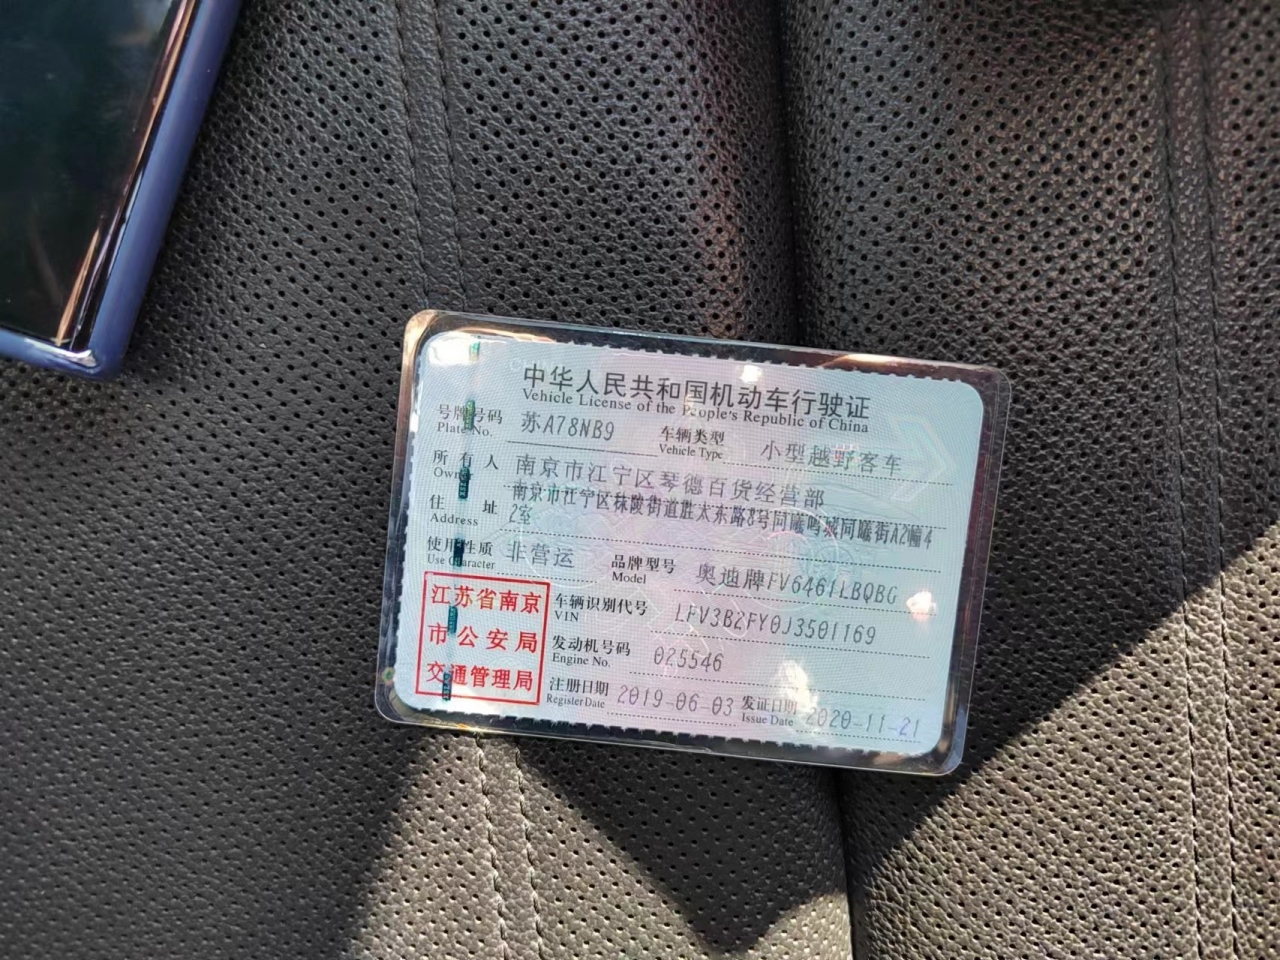 中华人民共和国机动车行驶证
Vehicle License of the People's Republic of China
号牌号码 苏A78NB9 车辆类型 小型越野客车
Plate No. Vehicle Type
所有人 南京市江宁区琴德百货经营部
Owner
住址 南京市江宁区秣陵街道胜太东路8号同曦鸣城同曦街A2幢4
Address 2室
使用性质 非营运 品牌型号 奥迪牌FV6461LBQBG
Use Character Model
江苏省南京
市公安局
交通管理局
车辆识别代号 LFV3B2FY0J3501169
VIN
发动机号码 025546
Engine No.
注册日期 2019-06-03 发证日期 2020-11-21
Register Date Issue Date